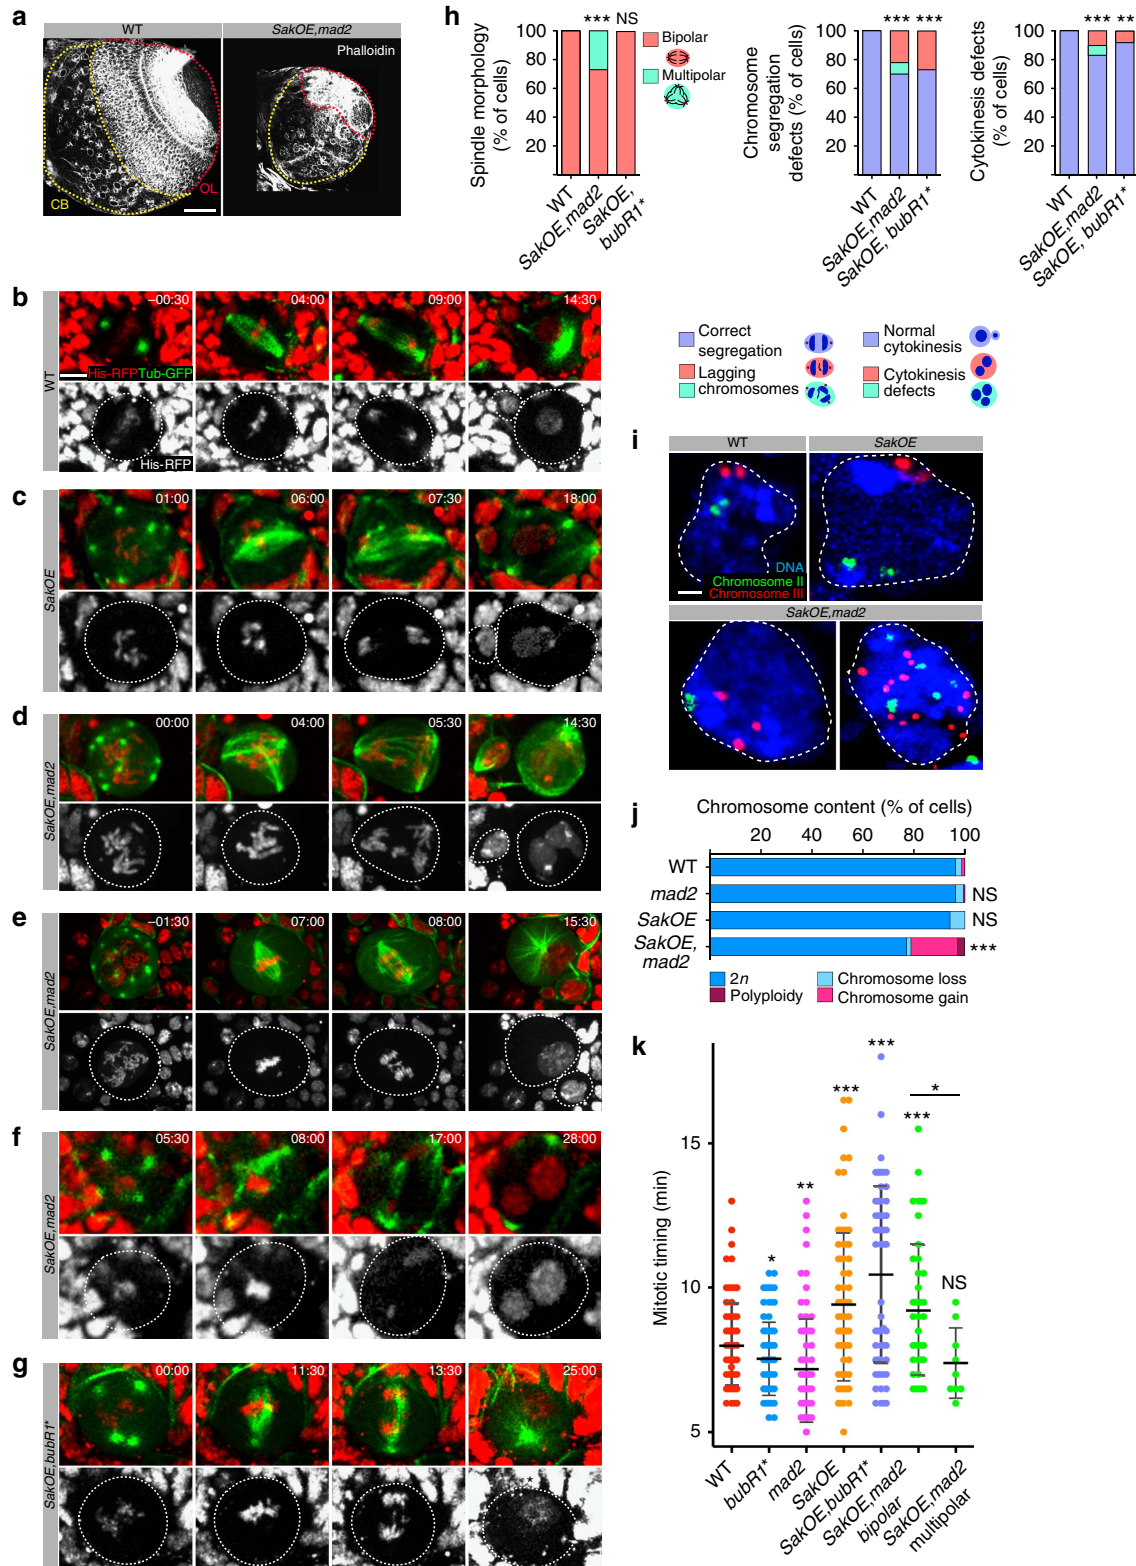 a
WT
SakOE,mad2
Phalloidin
OL
CB
h
Spindle morphology
(% of cells)
100
80
60
40
20
***
NS
WT
SakOE,mad2
SakOE,
bubR1*
Bipolar
Multipolar
Chromosome
segregation
defects (% of cells)
100
80
60
40
20
*** ***
WT
SakOE,mad2
SakOE, bubR1*
Cytokinesis defects
(% of cells)
100
80
60
40
20
*** **
WT
SakOE,mad2
SakOE, bubR1*
Correct
segregation
Lagging
chromosomes
Normal
cytokinesis
Cytokinesis
defects
b
WT
–00:30
04:00
09:00
14:30
His-RFPTub-GFP
His-RFP
c
SakOE
01:00
06:00
07:30
18:00
d
SakOE,mad2
00:00
04:00
05:30
14:30
e
SakOE,mad2
–01:30
07:00
08:00
15:30
f
SakOE,mad2
05:30
08:00
17:00
28:00
g
SakOE,bubR1*
00:00
11:30
13:30
25:00
*
i
WT
SakOE
DNA
Chromosome II
Chromosome III
SakOE,mad2
j
Chromosome content (% of cells)
20 40 60 80 100
WT
mad2
NS
SakOE
NS
SakOE,
mad2
***
2n
Chromosome loss
Polyploidy
Chromosome gain
k
Mitotic timing (min)
15
10
5
*
**
***
***
***
*
NS
WT
bubR1*
mad2
SakOE
SakOE,bubR1*
SakOE,mad2
bipolar
SakOE,mad2
multipolar